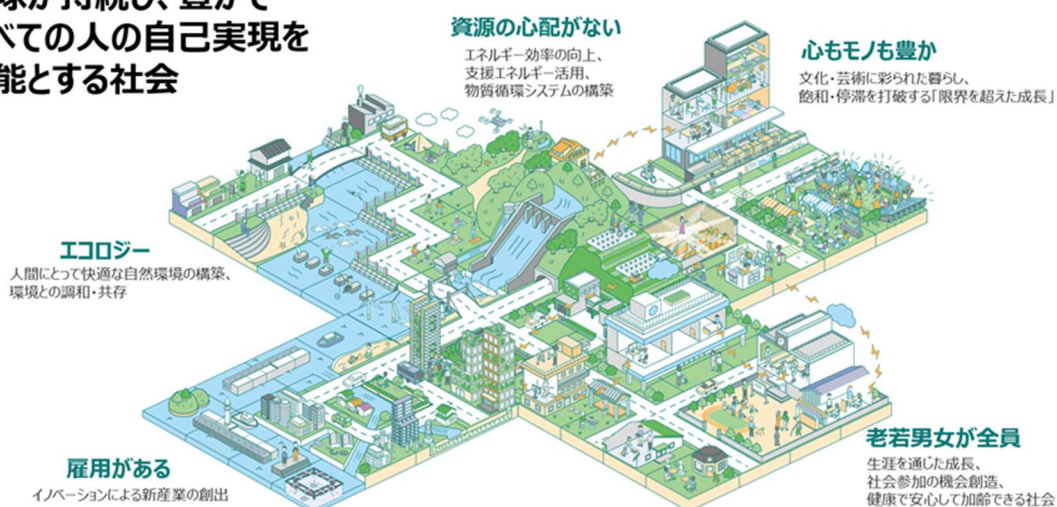 球が持続し、豊かで
べての人の自己実現を
能とする社会
資源の心配がない
エネルギー効率の向上、
支援エネルギー活用、
物質循環システムの構築
心もモノも豊か
文化・芸術に彩られた暮らし、
飽和・停滞を打破する「限界を超えた成長」
エコロジー
人間にとって快適な自然環境の構築、
環境との調和・共存
雇用がある
イノベーションによる新産業の創出
老若男女が全員
生涯を通じた成長、
社会参加の機会創造、
健康で安心して加齢できる社会